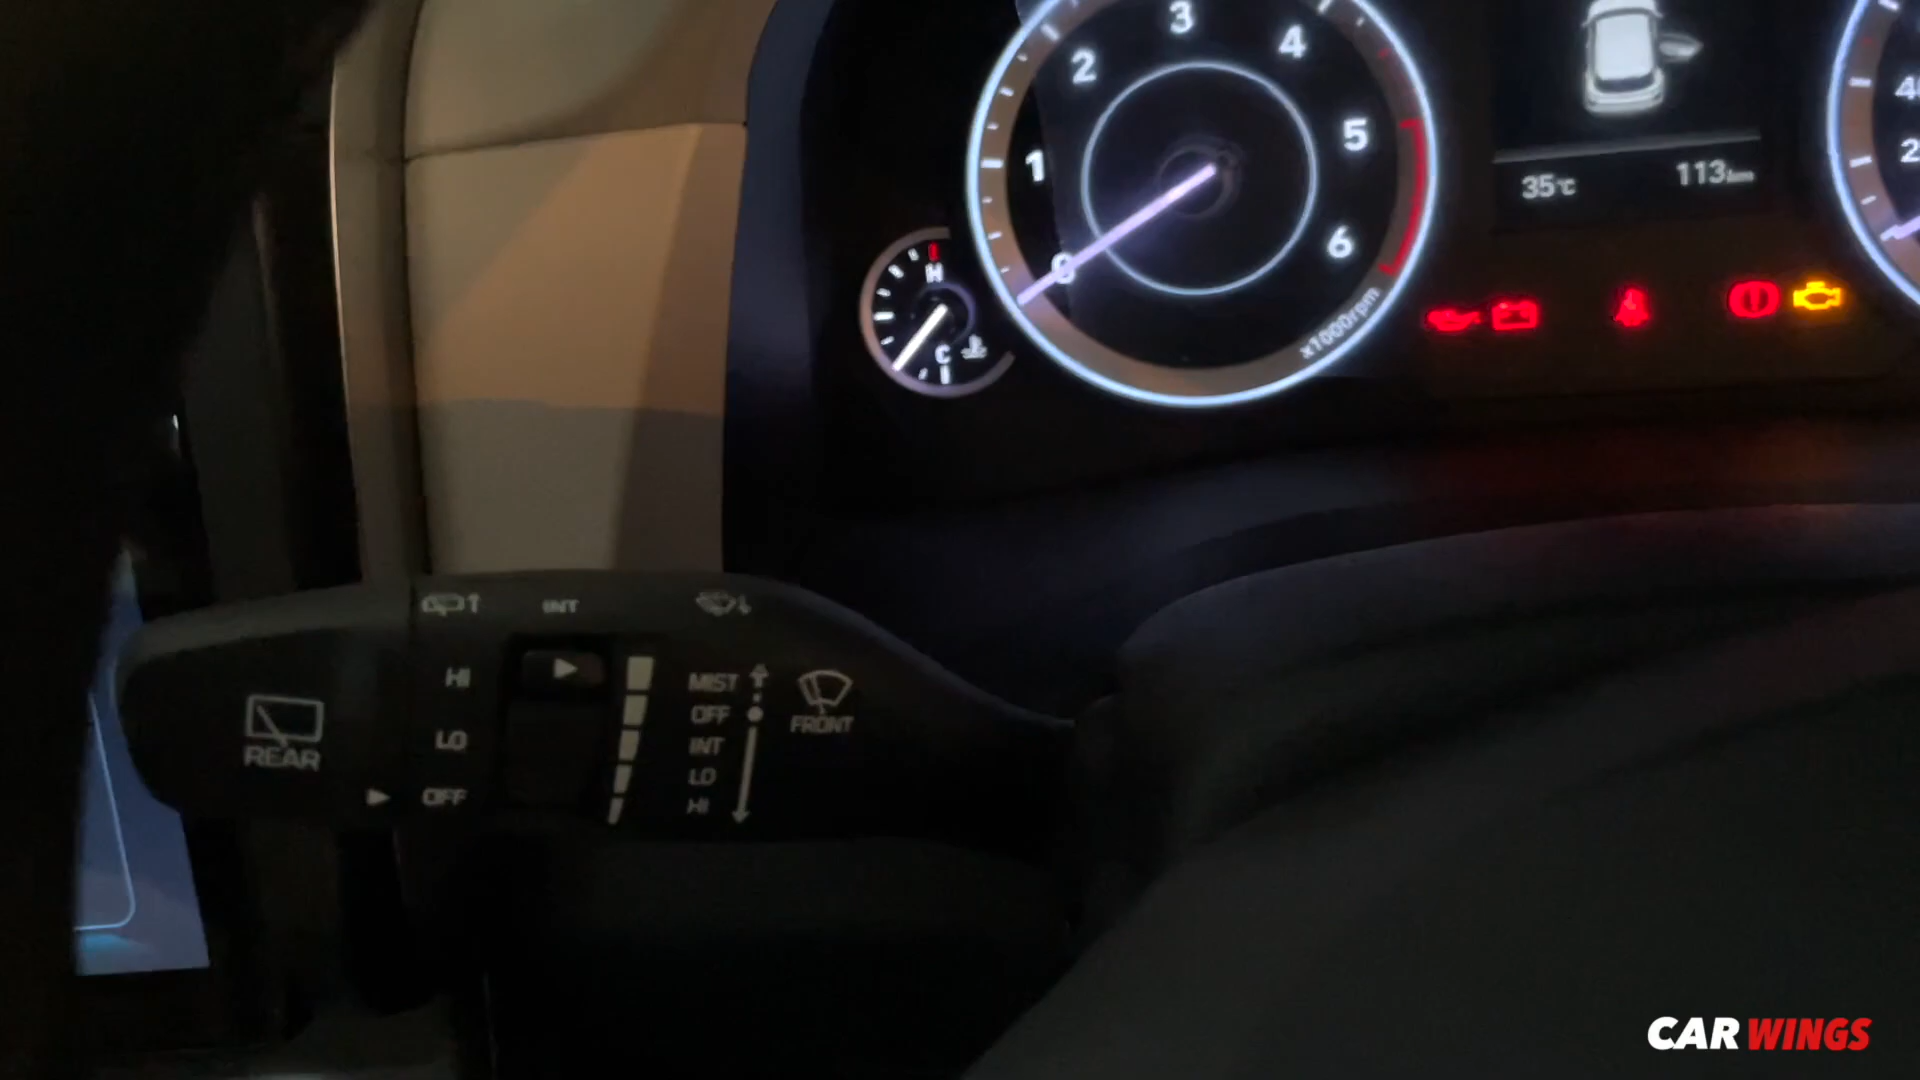 3
2
4
1
5
6
0
x1000rpm
H
C
35℃
113km
2
INT
HI
LO
OFF
REAR
MIST
OFF
INT
LO
HI
FRONT
CAR WINGS